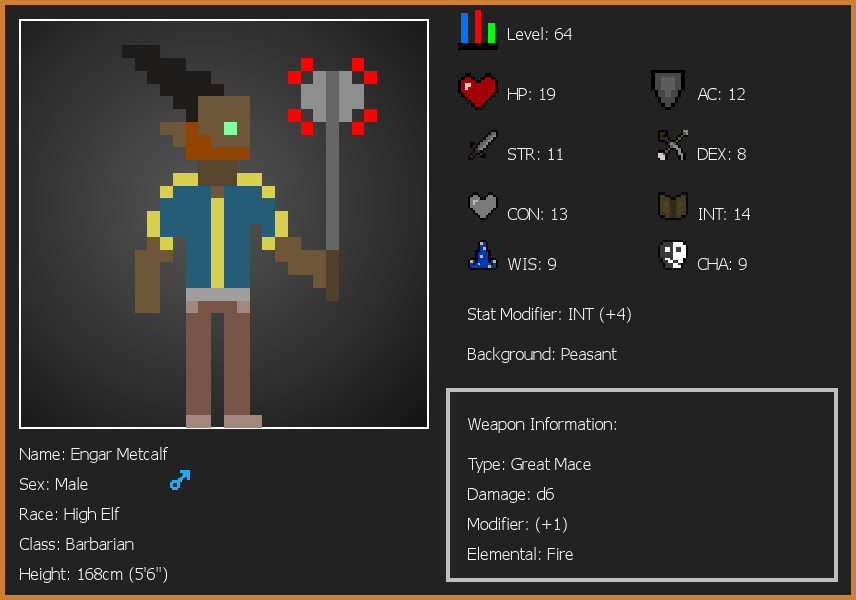 Level: 64
HP: 19
AC: 12
STR: 11
DEX: 8
CON: 13
INT: 14
WIS: 9
CHA: 9
Stat Modifier: INT (+4)
Background: Peasant
Weapon Information:
Type: Great Mace
Damage: d6
Modifier: (+1)
Elemental: Fire
Name: Engar Metcalf
Sex: Male
Race: High Elf
Class: Barbarian
Height: 168cm (5'6")